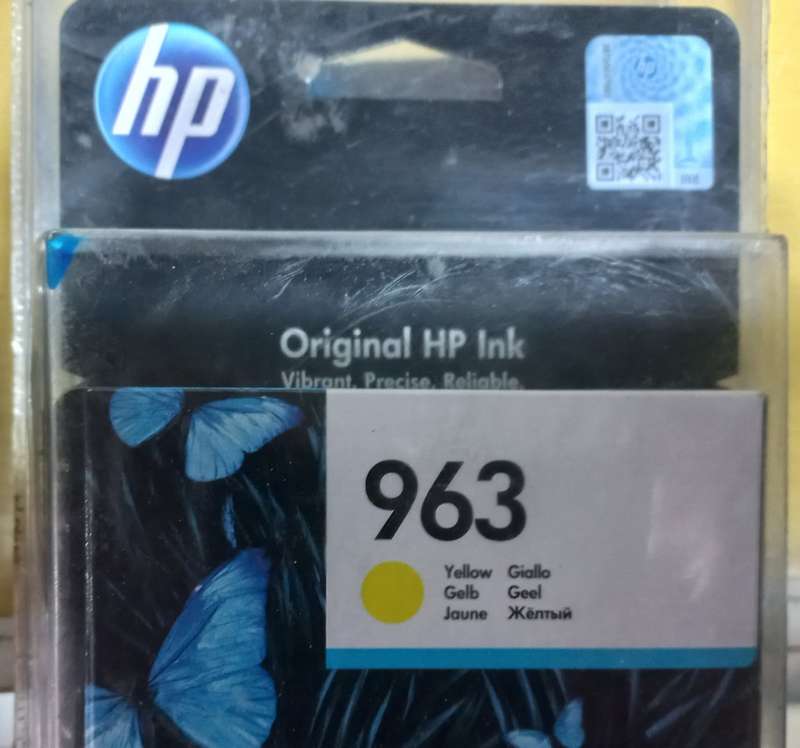 hp
Original HP Ink
Vibrant. Precise. Reliable.
963
Yellow Giallo
Gelb Geel
Jaune Жёлтый